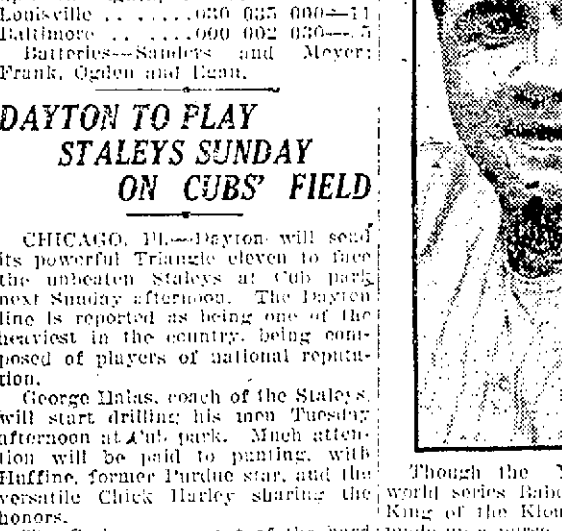 Louisville . . . . . . . .030 035 000—11
Baltimore . . . . . . .000 002 030—.5
Batteries—Sanders and Meyer;
Frank, Ogden and Egan.
DAYTON TO PLAY
STALEYS SUNDAY
ON CUBS' FIELD
CHICAGO, Ill.—Dayton will send
its powerful Triangle eleven to face
the unbeaten Staleys at Cub park
next Sunday afternoon. The Dayton
line is reported as being one of the
heaviest in the country, being com-
posed of players of national reputa-
tion.
George Halas, coach of the Staleys,
will start drilling his men Tuesday
afternoon at Cub park. Much atten-
tion will be paid to punting, with
Huffine, former Purdue star, and the
versatile Chick Harley sharing the
honors.
Though the
world series Babe
King of the